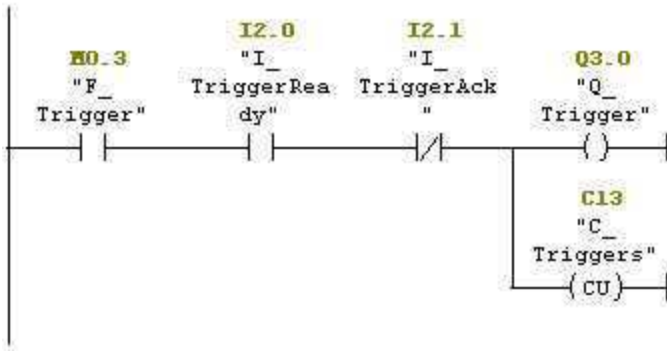 I2.0 I2.1
M0.3 "I_ "I_ Q3.0
"F_ TriggerRea TriggerAck "Q_
Trigger" dy" " Trigger"
C13
"C_
Triggers"
CU